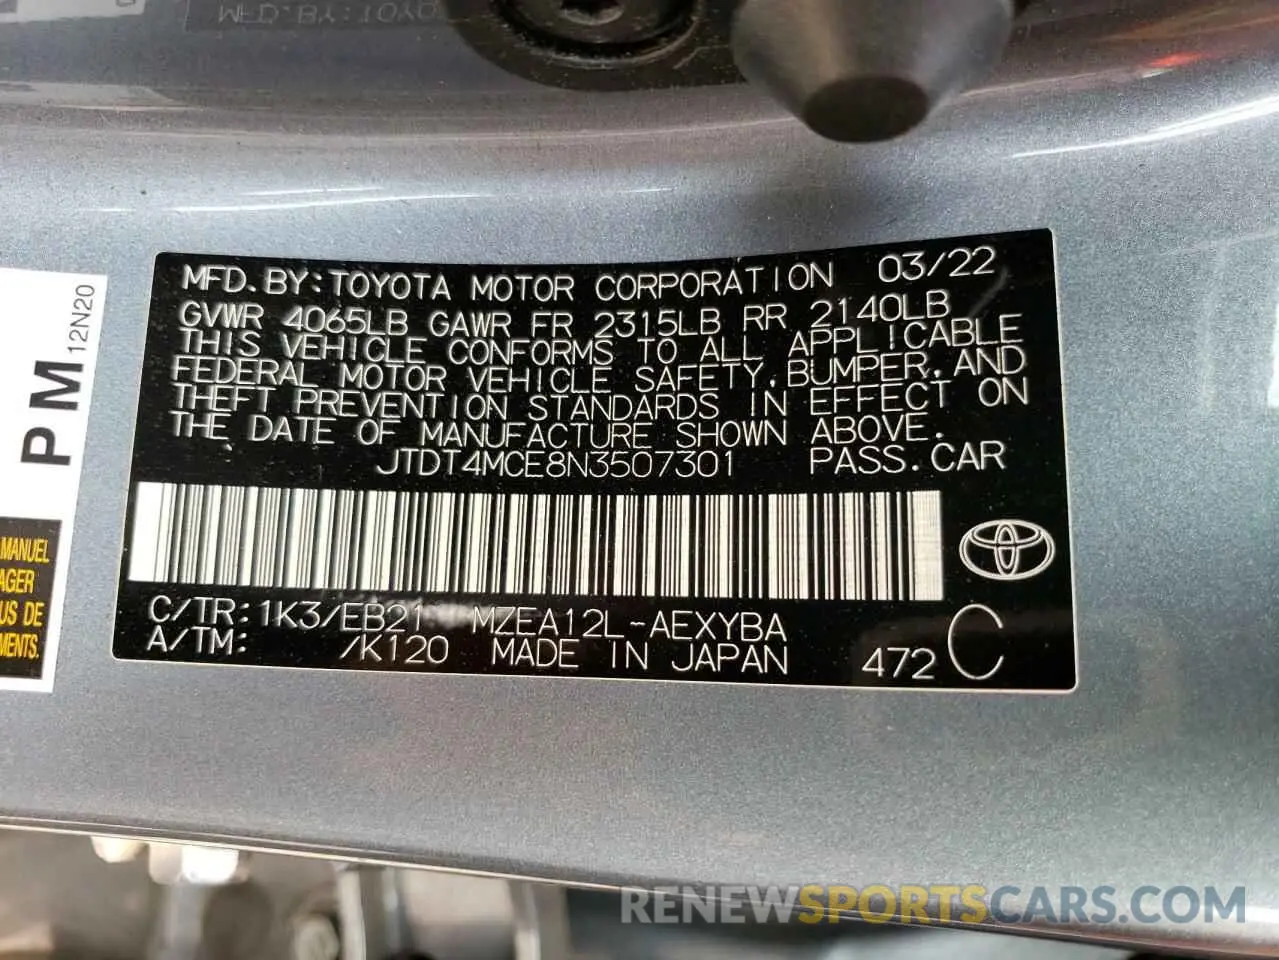 MFD.BY:TOYO
MFD.BY:TOYOTA MOTOR CORPORATION 03/22
GVWR 4065LB GAWR FR 2315LB RR 2140LB
THIS VEHICLE CONFORMS TO ALL APPLICABLE
FEDERAL MOTOR VEHICLE SAFETY,BUMPER,AND
THEFT PREVENTION STANDARDS IN EFFECT ON
THE DATE OF MANUFACTURE SHOWN ABOVE.
JTDT4MCE8N3507301 PASS.CAR
C/TR:1K3/EB21 MZEA12L-AEXYBA
A/TM: /K120 MADE IN JAPAN 472 C
PM 12N20
MANUEL
AGER
US DE
MENTS.
RENEWSPORTSCARS.COM